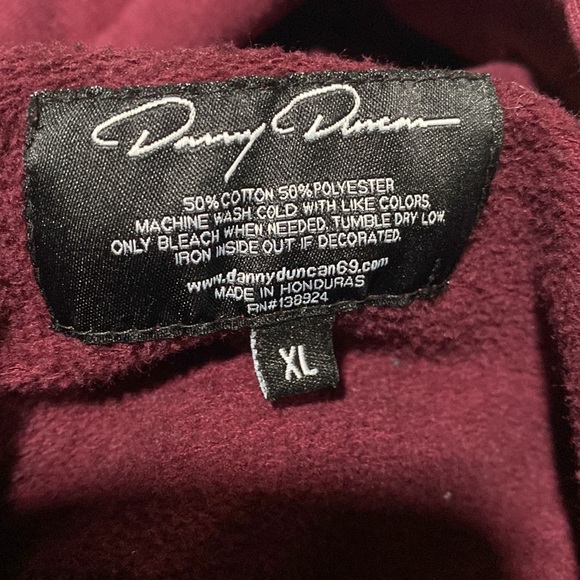 Danny Duncan
50% COTTON 50% POLYESTER
MACHINE WASH COLD WITH LIKE COLORS.
ONLY BLEACH WHEN NEEDED. TUMBLE DRY LOW.
IRON INSIDE OUT IF DECORATED.
www.dannyduncan69.com
MADE IN HONDURAS
RN#138924
XL